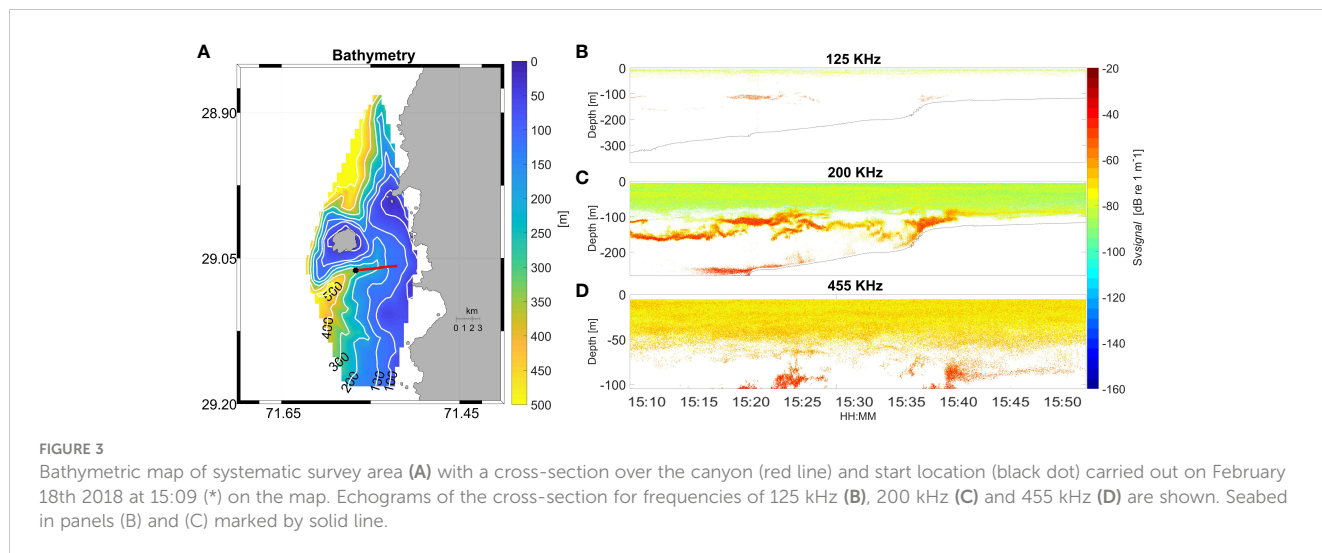 A
Bathymetry
28.90
29.05
29.20
71.65
71.45
500
400
300
200
km
0 1 2 3
0
50
100
150
200
250
300
350
400
450
500
[m]
B
125 KHz
0
-100
-200
-300
Depth [m]
C
200 KHz
0
-100
-200
Depth [m]
D
455 KHz
0
-50
-100
Depth [m]
15:10 15:15 15:20 15:25 15:30 15:35 15:40 15:45 15:50
HH:MM
-20
-40
-60
-80
-100
-120
-140
-160
Svsignal [dB re 1 m⁻1]
FIGURE 3
Bathymetric map of systematic survey area (A) with a cross-section over the canyon (red line) and start location (black dot) carried out on February
18th 2018 at 15:09 (*) on the map. Echograms of the cross-section for frequencies of 125 kHz (B), 200 kHz (C) and 455 kHz (D) are shown. Seabed
in panels (B) and (C) marked by solid line.